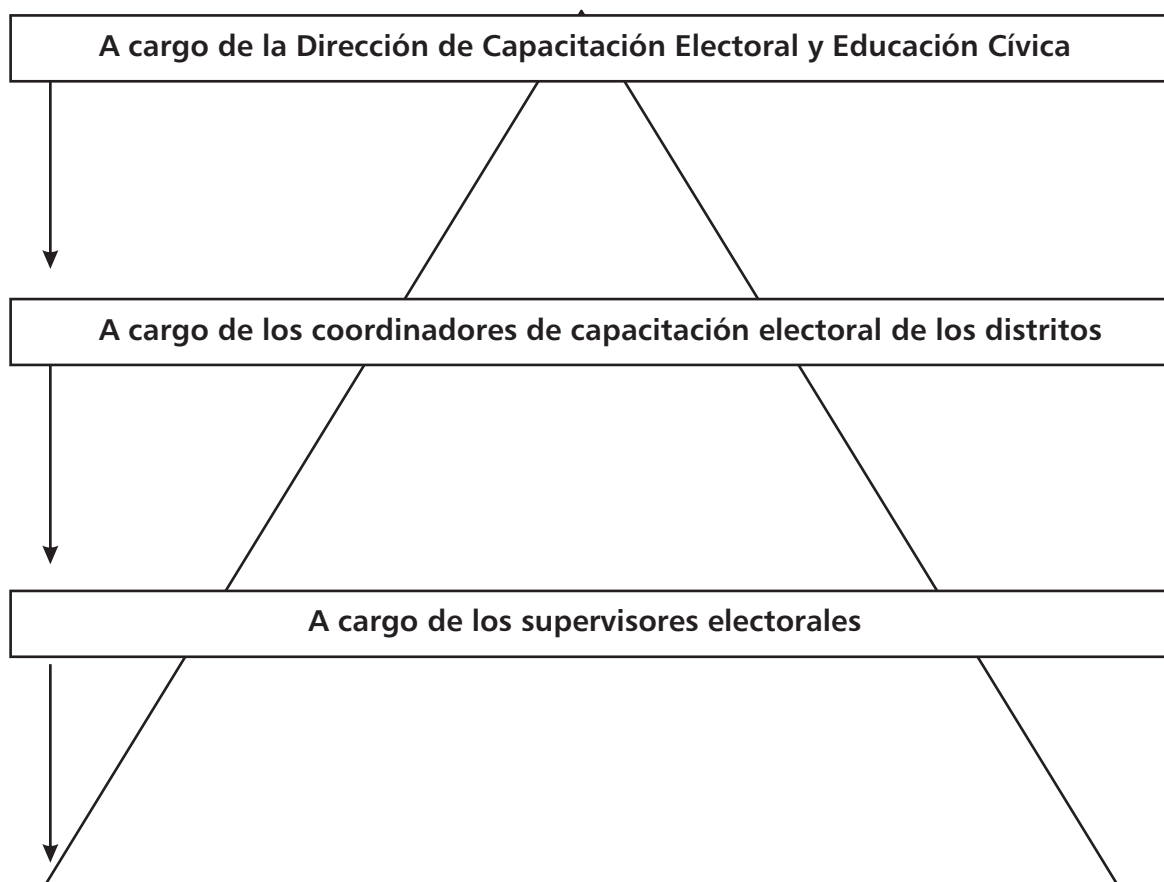 A cargo de la Dirección de Capacitación Electoral y Educación Cívica
A cargo de los coordinadores de capacitación electoral de los distritos
A cargo de los supervisores electorales